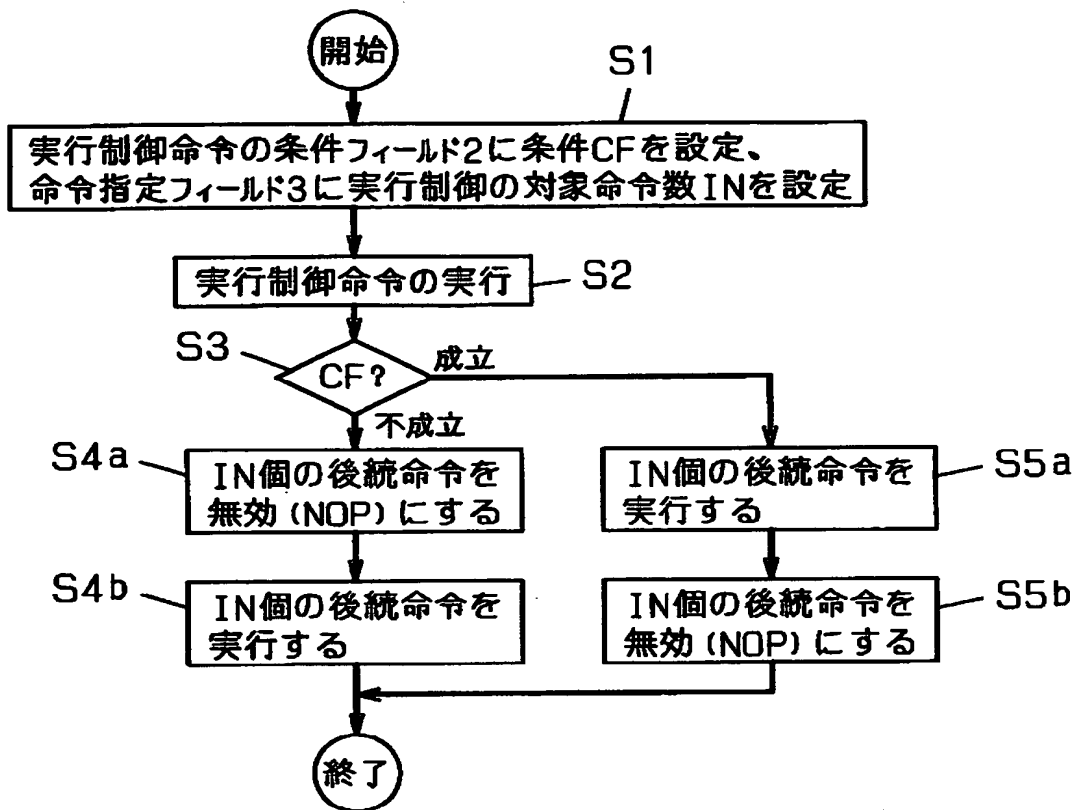 開始
S1
実行制御命令の条件フィールド2に条件CFを設定、
命令指定フィールド3に実行制御の対象命令数INを設定
実行制御命令の実行
S2
S3
CF?
成立
不成立
S4a
IN個の後続命令を
無効(NOP)にする
IN個の後続命令を
実行する
S5a
S4b
IN個の後続命令を
実行する
IN個の後続命令を
無効(NOP)にする
S5b
終了